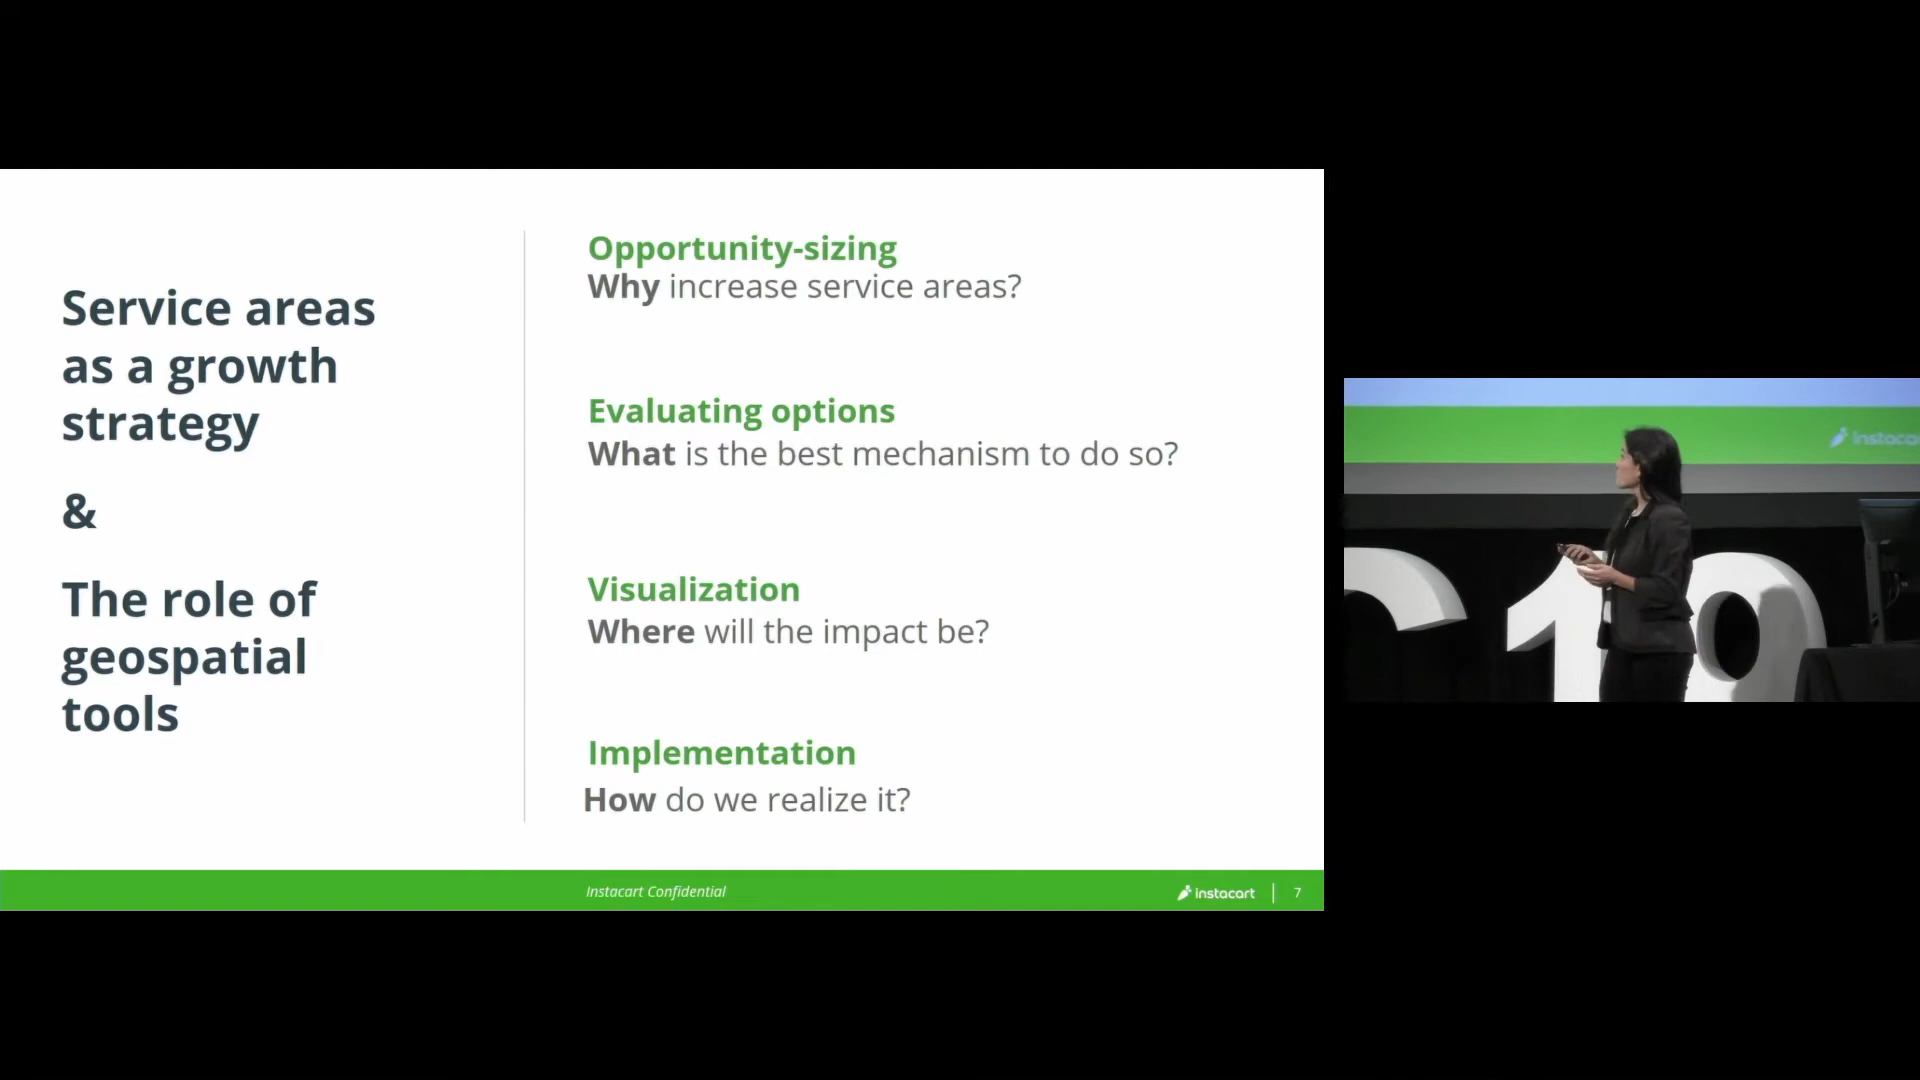 Service areas
as a growth
strategy
&
The role of
geospatial
tools
Opportunity-sizing
Why increase service areas?
Evaluating options
What is the best mechanism to do so?
Visualization
Where will the impact be?
Implementation
How do we realize it?
Instacart Confidential
instacart
7
19